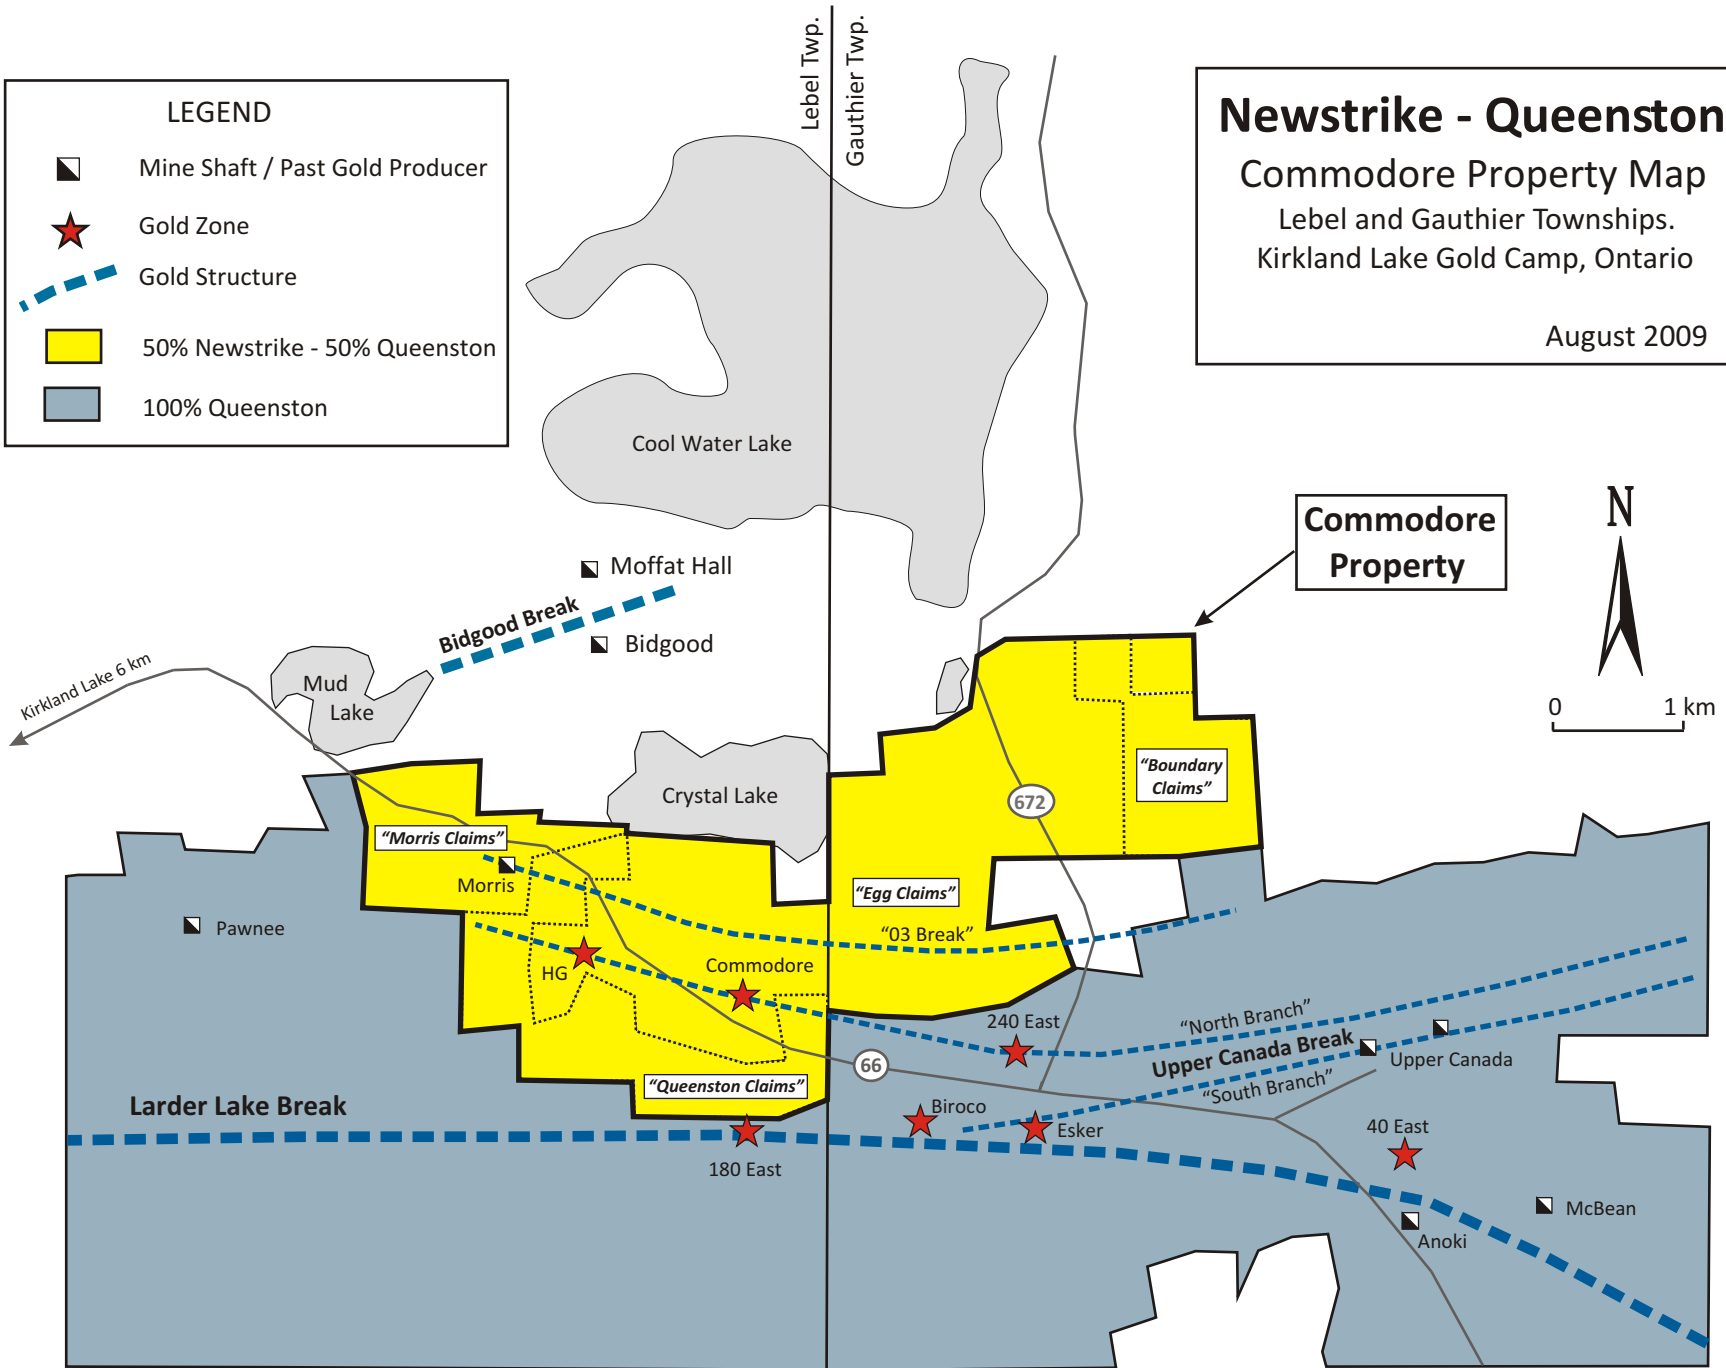 Lebel Twp.
Gauthier Twp.
LEGEND
Mine Shaft / Past Gold Producer
Gold Zone
Gold Structure
50% Newstrike - 50% Queenston
100% Queenston
Newstrike - Queenston
Commodore Property Map
Lebel and Gauthier Townships.
Kirkland Lake Gold Camp, Ontario
August 2009
Cool Water Lake
Commodore
Property
N
0 1 km
Moffat Hall
Bidgood Break
Bidgood
Kirkland Lake 6 km
Mud
Lake
Crystal Lake
672
“Boundary
Claims”
“Morris Claims”
Morris
“Egg Claims”
“03 Break”
Pawnee
HG
Commodore
240 East
“North Branch”
Upper Canada Break
“South Branch”
Upper Canada
66
“Queenston Claims”
Larder Lake Break
Biroco
Esker
40 East
180 East
McBean
Anoki